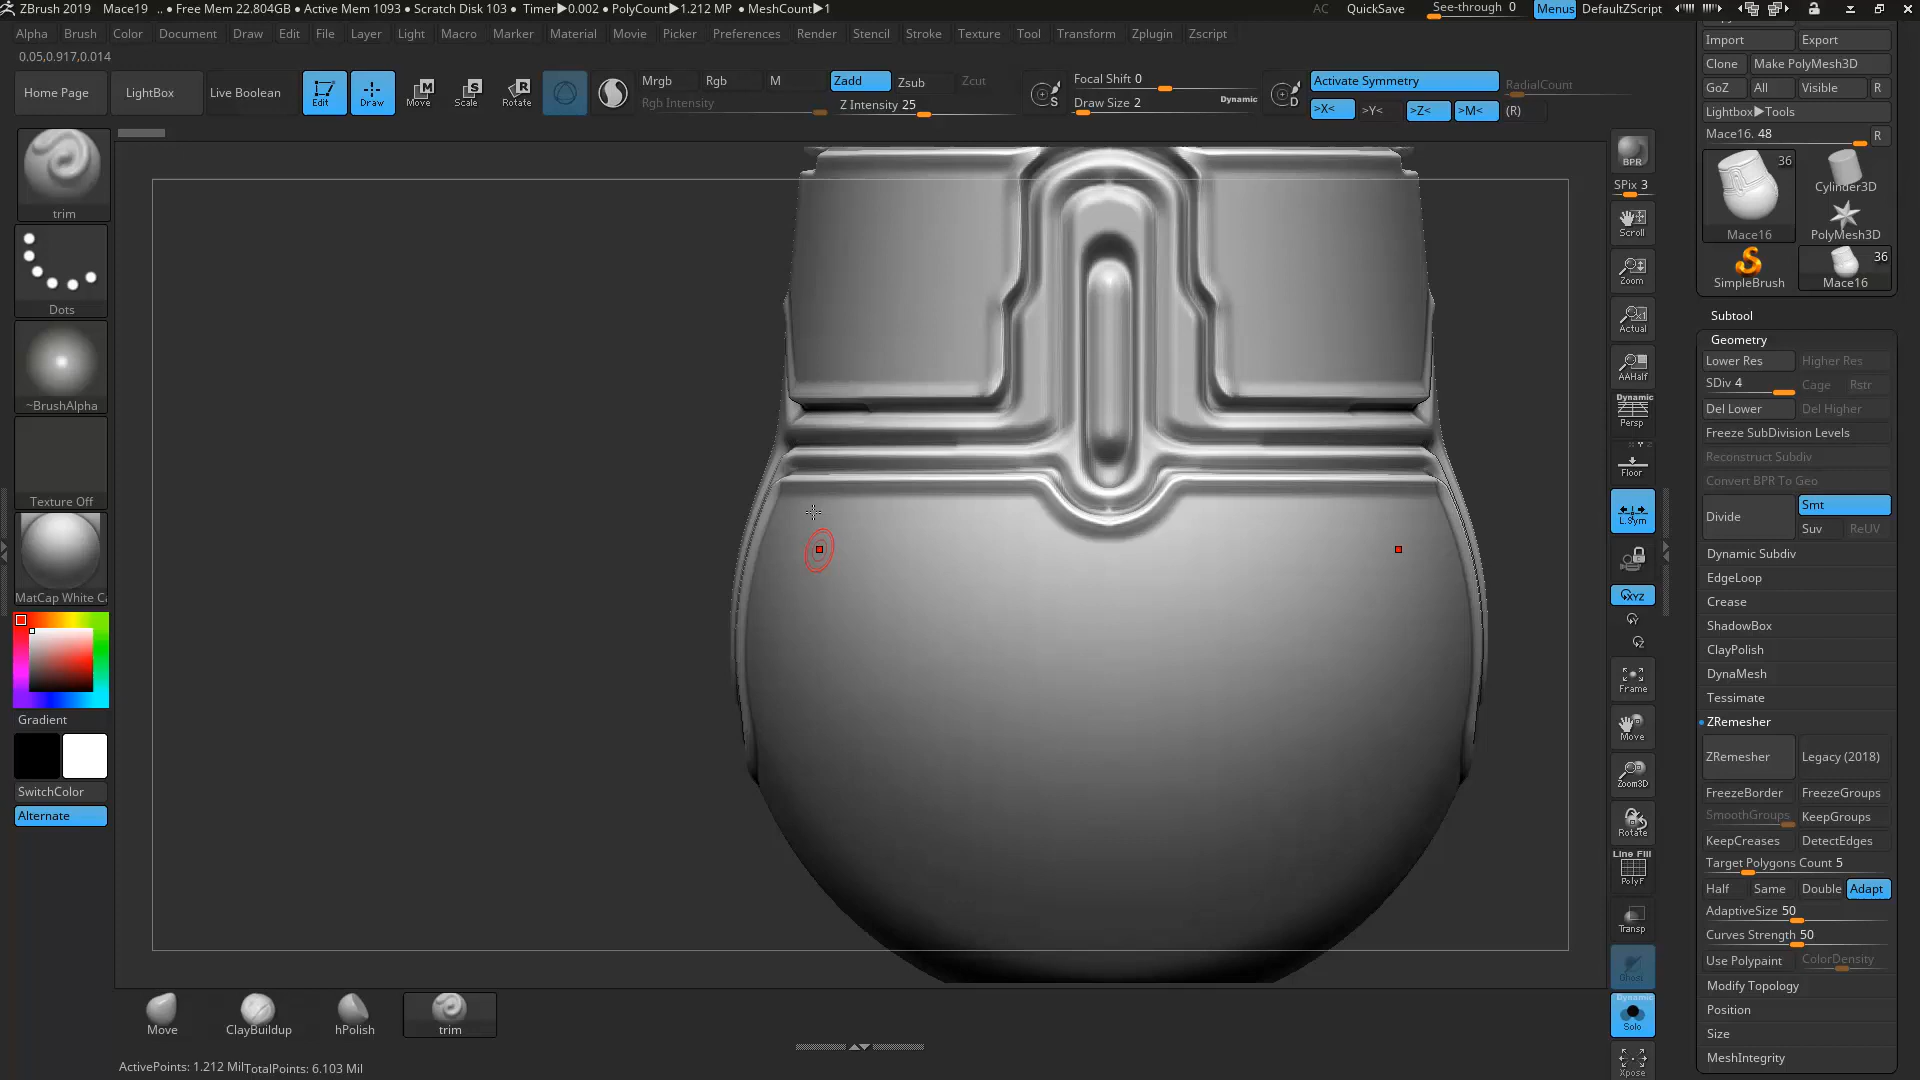 ZBrush 2019 Mace19 .. • Free Mem 22.804GB • Active Mem 1093 • Scratch Disk 103 • Timer▶0.002 • PolyCount▶1.212 MP • MeshCount▶1 AC QuickSave See-through 0 Menus DefaultZScript
Alpha Brush Color Document Draw Edit File Layer Light Macro Marker Material Movie Picker Preferences Render Stencil Stroke Texture Tool Transform Zplugin Zscript
0.05,0.917,0.014
Home Page LightBox Live Boolean Edit Draw Move Scale Rotate
Mrgb Rgb M Zadd Zsub Zcut
Rgb Intensity Z Intensity 25
S Focal Shift 0
Draw Size 2 Dynamic
D Activate Symmetry RadialCount
>X< >Y< >Z< >M< (R)
trim
Dots
~BrushAlpha
Texture Off
MatCap White Ca
Gradient
SwitchColor
Alternate
BPR
SPix 3
Scroll
Zoom
Actual
AAHalf
Dynamic
Persp
Floor
L.Sym
XYZ
Y
Z
Frame
Move
Zoom3D
Rotate
Line Fill
PolyF
Transp
Ghost
Dynamic
Solo
Xpose
Import Export
Clone Make PolyMesh3D
GoZ All Visible R
Lightbox▶Tools
Mace16. 48 R
36
Mace16 Cylinder3D
PolyMesh3D
SimpleBrush
36
Mace16
Subtool
Geometry
Lower Res Higher Res
SDiv 4 Cage Rstr
Del Lower Del Higher
Freeze SubDivision Levels
Reconstruct Subdiv
Convert BPR To Geo
Divide Smt
Suv ReUV
Dynamic Subdiv
EdgeLoop
Crease
ShadowBox
ClayPolish
DynaMesh
Tessimate
ZRemesher
ZRemesher Legacy (2018)
FreezeBorder FreezeGroups
SmoothGroups KeepGroups
KeepCreases DetectEdges
Target Polygons Count 5
Half Same Double Adapt
AdaptiveSize 50
Curves Strength 50
Use Polypaint ColorDensity
Modify Topology
Position
Size
MeshIntegrity
Move ClayBuildup hPolish trim
ActivePoints: 1.212 Mil TotalPoints: 6.103 Mil